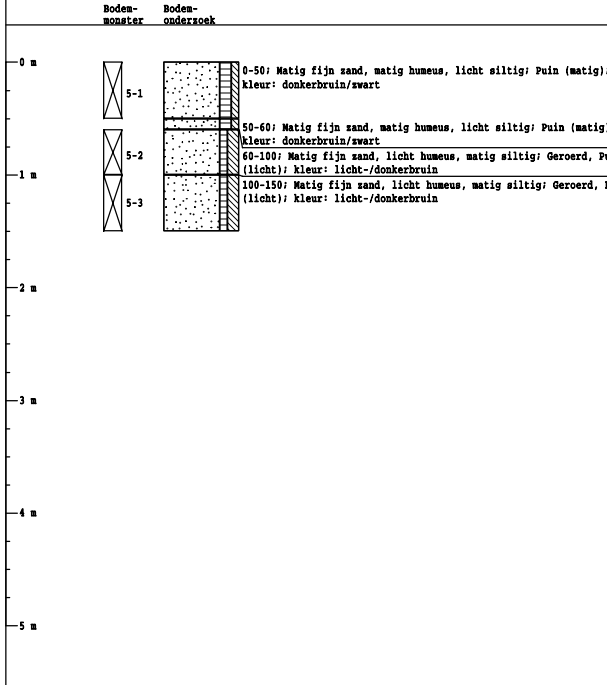 Bodem- Bodem-
monster onderzoek
0 m
0-50; Matig fijn zand, matig humeus, licht siltig; Puin (matig);
kleur: donkerbruin/zwart
5-1
50-60; Matig fijn zand, matig humeus, licht siltig; Puin (matig)
kleur: donkerbruin/zwart
5-2
60-100; Matig fijn zand, licht humeus, matig siltig; Geroerd,
(licht); kleur: licht-/donkerbruin
1 m
100-150; Matig fijn zand, licht humeus, matig siltig; Geroerd,
(licht); kleur: licht-/donkerbruin
5-3
2 m
3 m
4 m
5 m